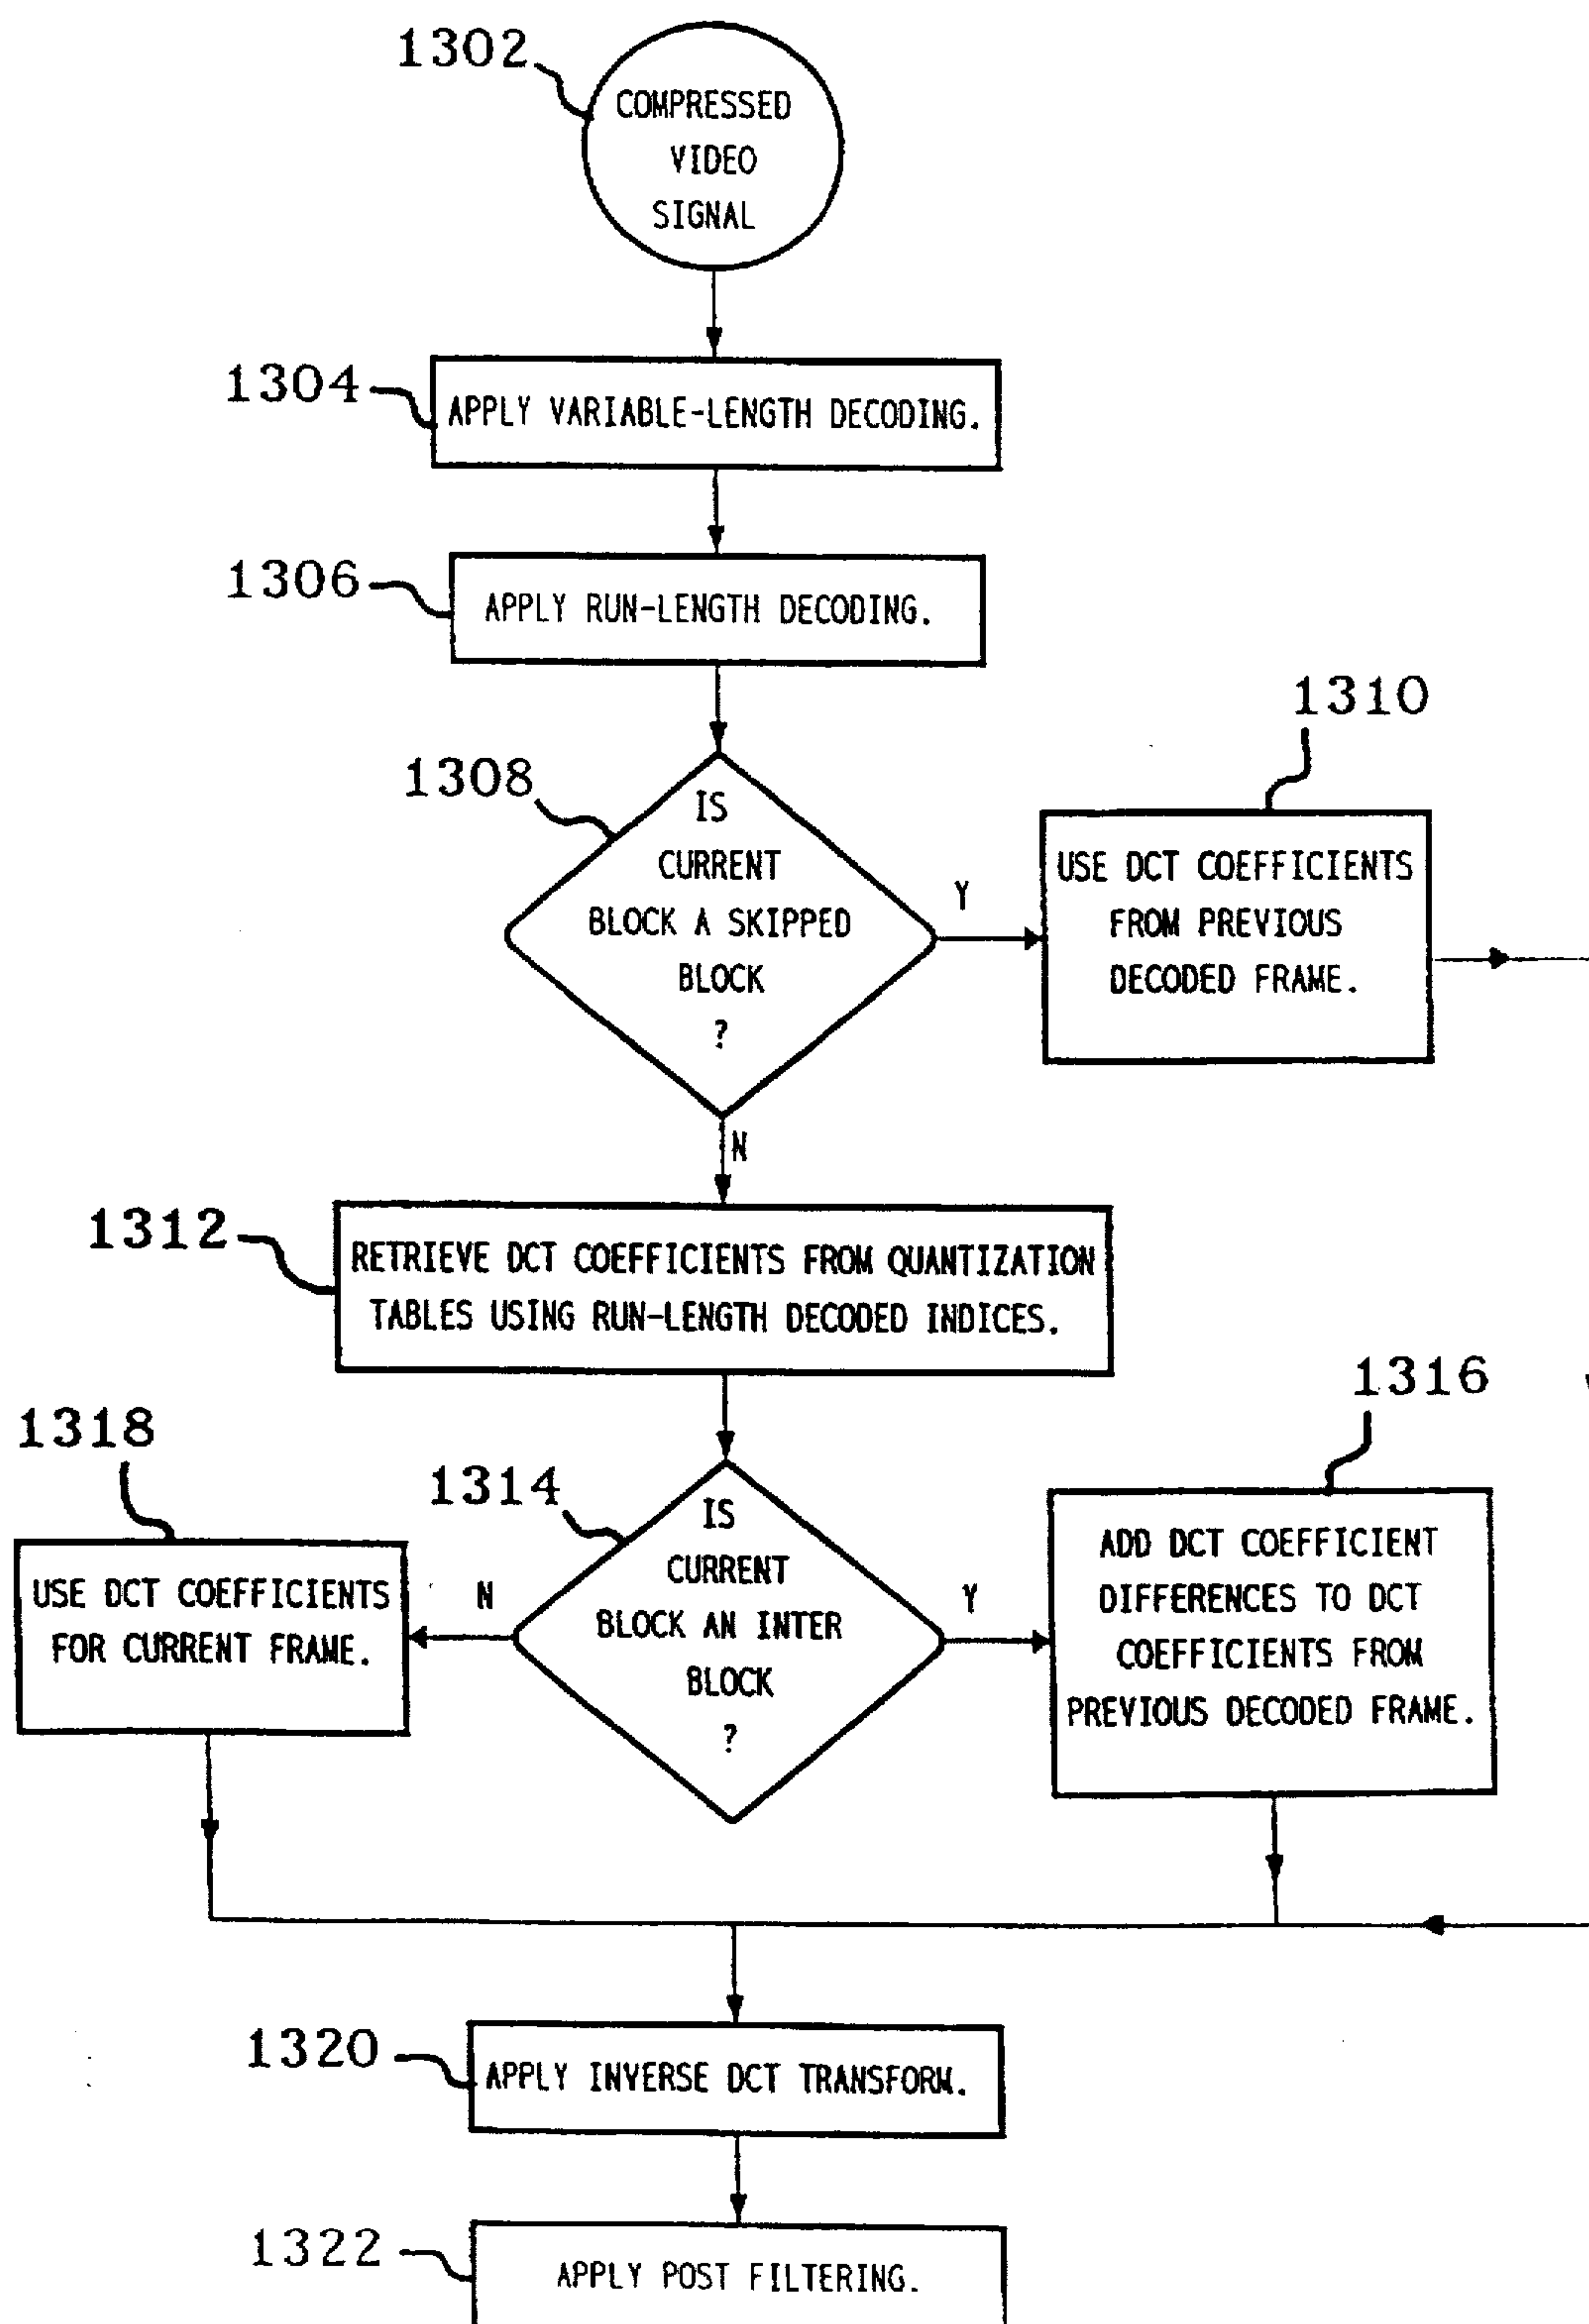 1302
COMPRESSED
VIDEO
SIGNAL
1304
APPLY VARIABLE-LENGTH DECODING.
1306
APPLY RUN-LENGTH DECODING.
1308
IS
CURRENT
BLOCK A SKIPPED
BLOCK
?
Y
1310
USE DCT COEFFICIENTS
FROM PREVIOUS
DECODED FRAME.
N
1312
RETRIEVE DCT COEFFICIENTS FROM QUANTIZATION
TABLES USING RUN-LENGTH DECODED INDICES.
1314
IS
CURRENT
BLOCK AN INTER
BLOCK
?
Y
1316
ADD DCT COEFFICIENT
DIFFERENCES TO DCT
COEFFICIENTS FROM
PREVIOUS DECODED FRAME.
N
1318
USE DCT COEFFICIENTS
FOR CURRENT FRAME.
1320
APPLY INVERSE DCT TRANSFORM.
1322
APPLY POST FILTERING.